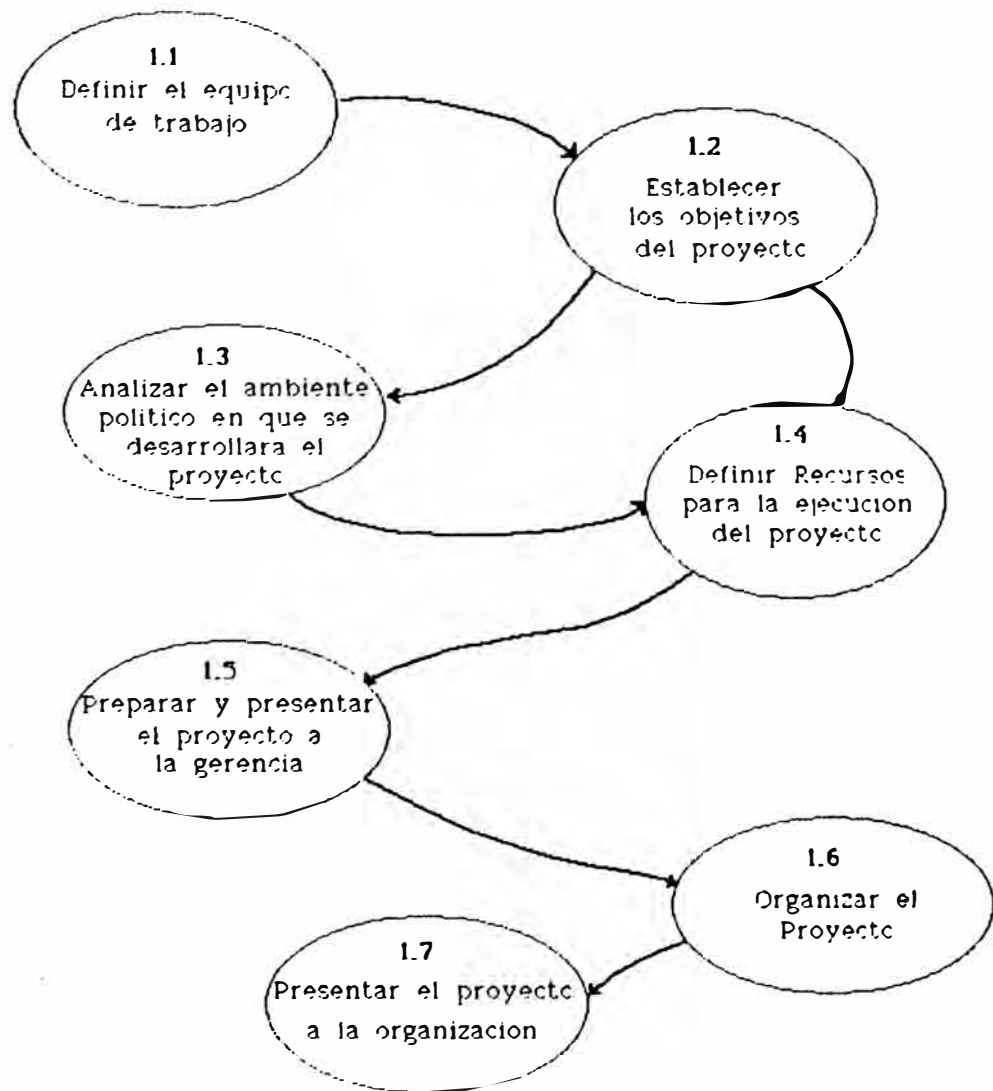 1.1
Definir el equipo
de trabajo
1.2
Establecer
los objetivos
del proyecto
1.3
Analizar el ambiente
politico en que se
desarrollara el
proyecto
1.4
Definir Recursos
para la ejecucion
del proyecto
1.5
Preparar y presentar
el proyecto a
la gerencia
1.6
Organizar el
Proyecto
1.7
Presentar el proyecto
a la organizacion